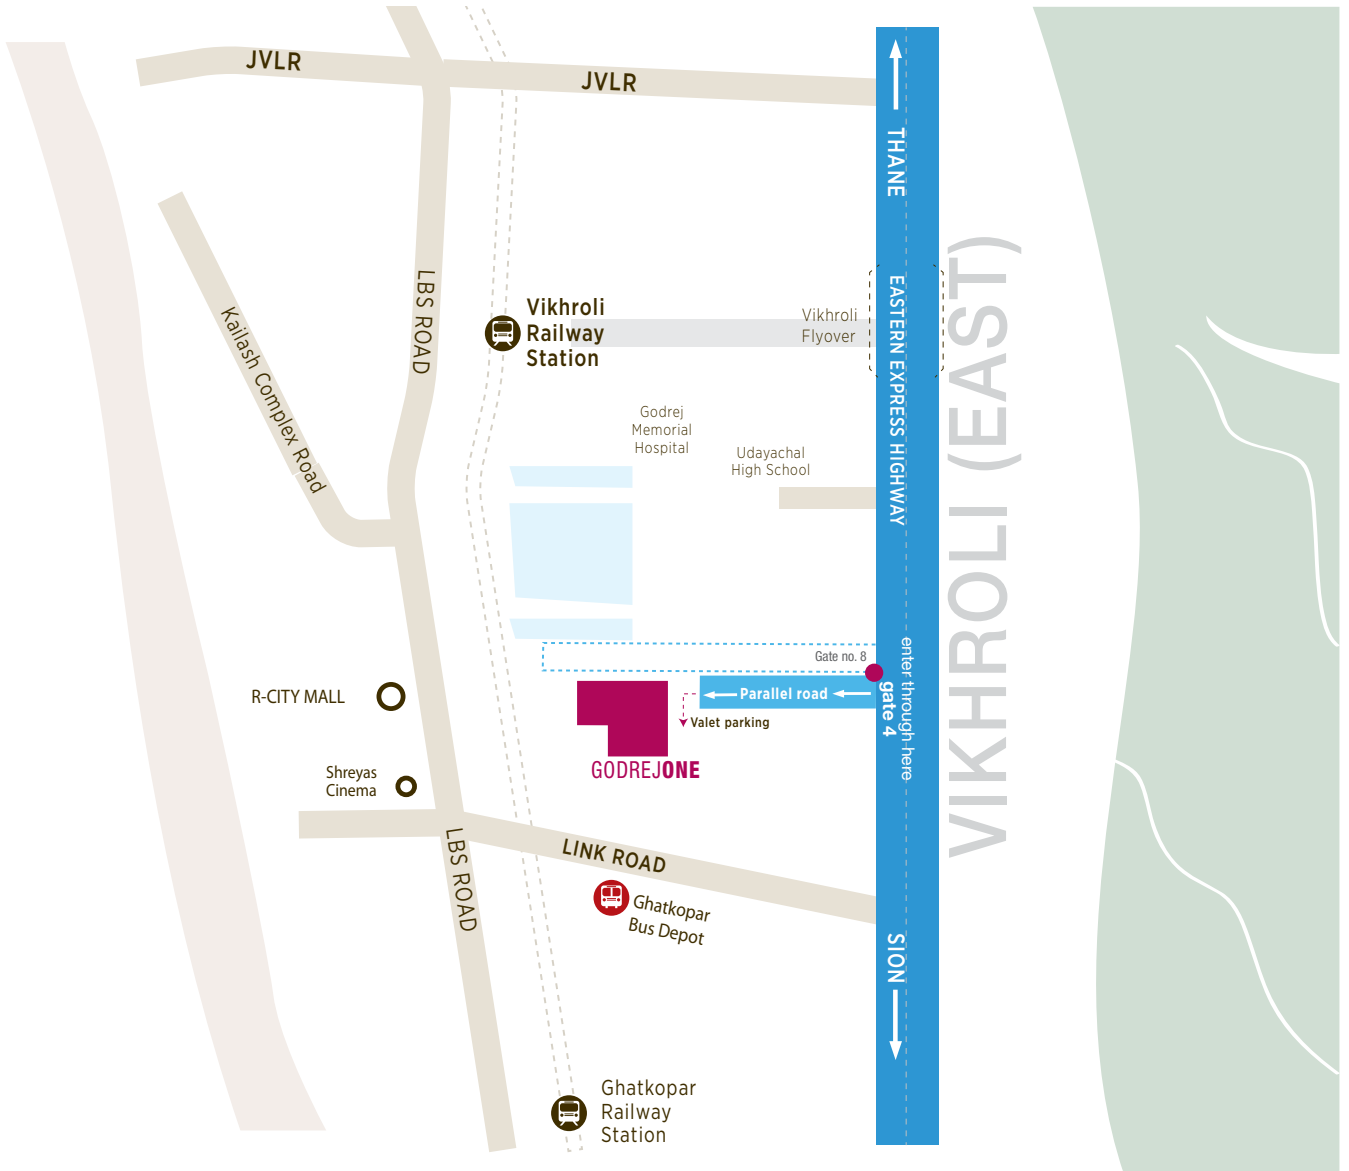 JVLR
JVLR
THANE
LBS ROAD
Kailash Complex Road
Vikhroli
Railway
Station
Vikhroli
Flyover
EASTERN EXPRESS HIGHWAY
VIKHROLI (EAST)
Godrej
Memorial
Hospital
Udayachal
High School
Gate no. 8
enter through here
gate 4
Parallel road
Valet parking
R-CITY MALL
GODREJONE
Shreyas
Cinema
LBS ROAD
LINK ROAD
Ghatkopar
Bus Depot
SION
Ghatkopar
Railway
Station